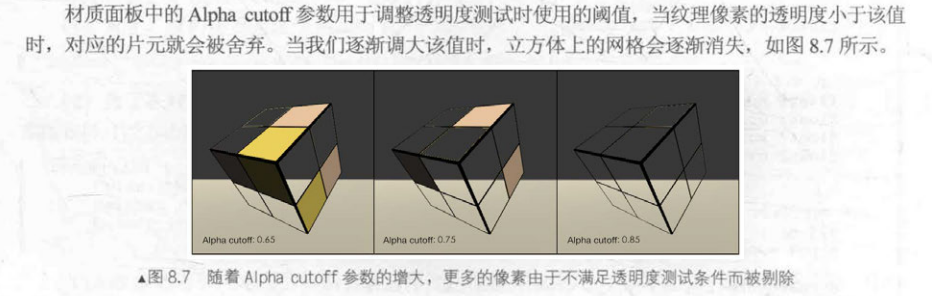 材质面板中的 Alpha cutoff 参数用于调整透明度测试时使用的阈值，当纹理像素的透明度小于该值
时，对应的片元就会被舍弃。当我们逐渐调大该值时，立方体上的网格会逐渐消失，如图 8.7 所示。
Alpha cutoff: 0.65
Alpha cutoff: 0.75
Alpha cutoff: 0.85
▲图 8.7 随着 Alpha cutoff 参数的增大，更多的像素由于不满足透明度测试条件而被剔除